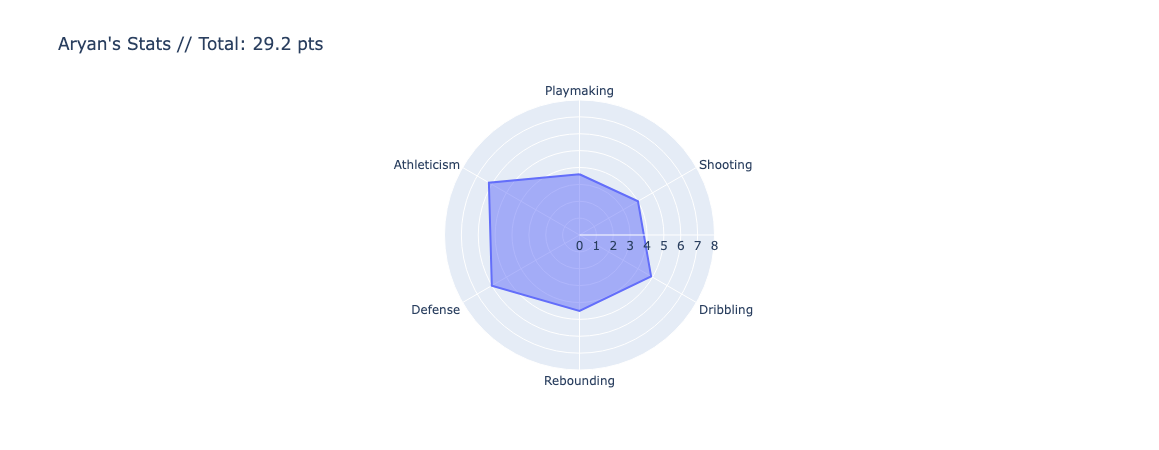 Aryan's Stats // Total: 29.2 pts
Playmaking
Athleticism
Shooting
0 1 2 3 4 5 6 7 8
Defense
Dribbling
Rebounding